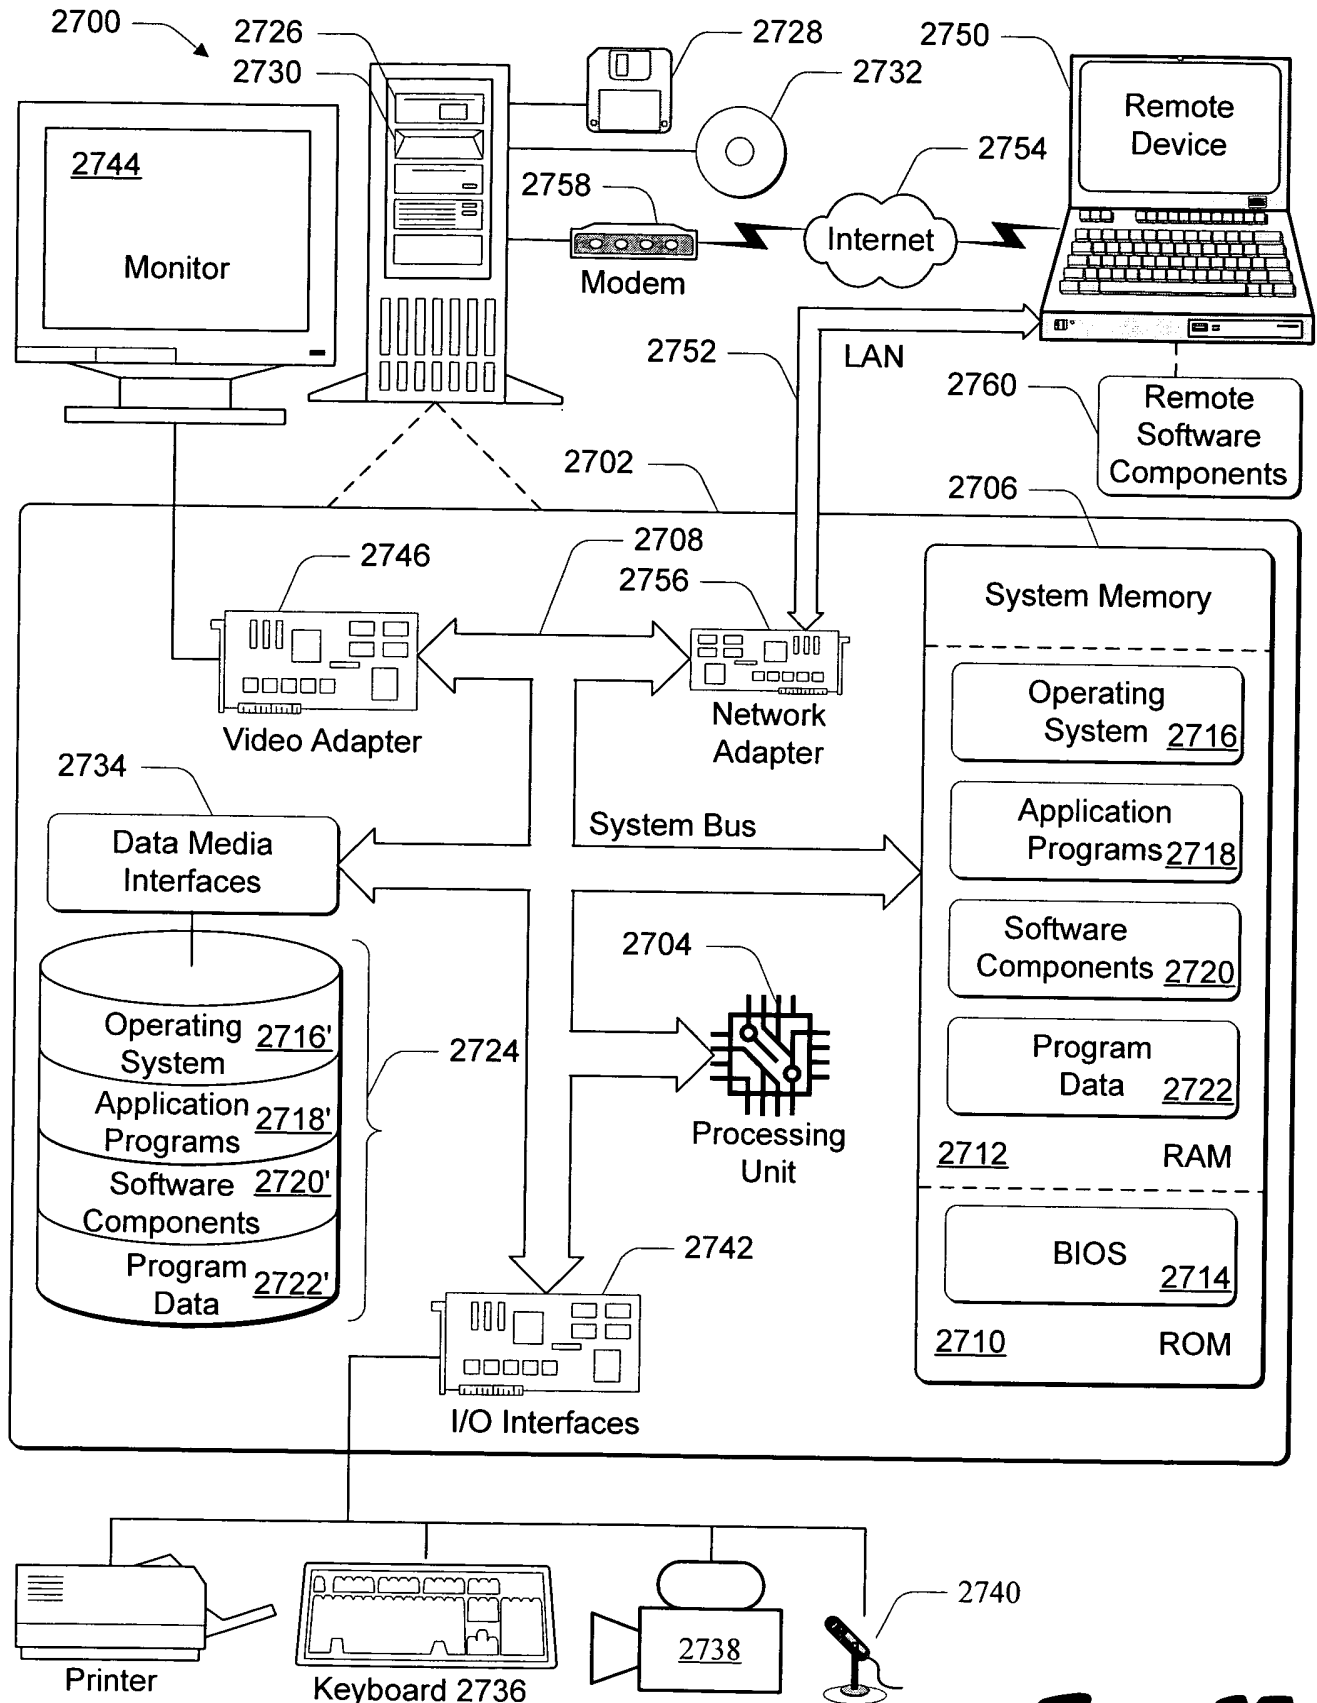 2700
2726
2730
2728
2732
2750
Remote
Device
2744
Monitor
2758
Modem
2754
Internet
2752
LAN
2760
Remote
Software
Components
2702
2706
2746
2708
2756
System Memory
Video Adapter
Network
Adapter
Operating
System 2716
2734
Data Media
Interfaces
System Bus
Application
Programs 2718
Software
Components 2720
2704
Processing
Unit
Program
Data 2722
2712 RAM
Operating
System 2716'
Application
Programs 2718'
Software
Components 2720'
Program
Data 2722'
2724
BIOS
2714
2710 ROM
2742
I/O Interfaces
Printer
Keyboard 2736
2738
2740